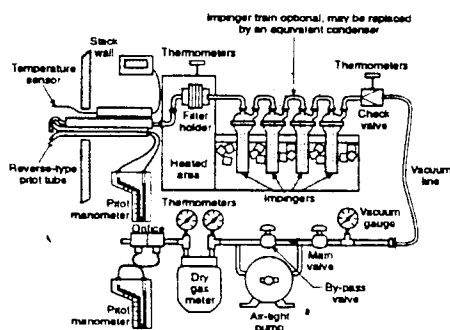 Impinger train optional, may be replaced
by an equivalent condenser
Stack
wall
Thermometers
Thermometers
Temperature
sensor
Filter
holder
Check
valve
Heated
area
Reverse-type
pitot tube
Vacuum
line
Impingers
Pitot
manometer
Thermometers
Vacuum
gauge
Orifice
Main
valve
Dry
gas
meter
By-pass
valve
Pitot
manometer
Air-tight
pump